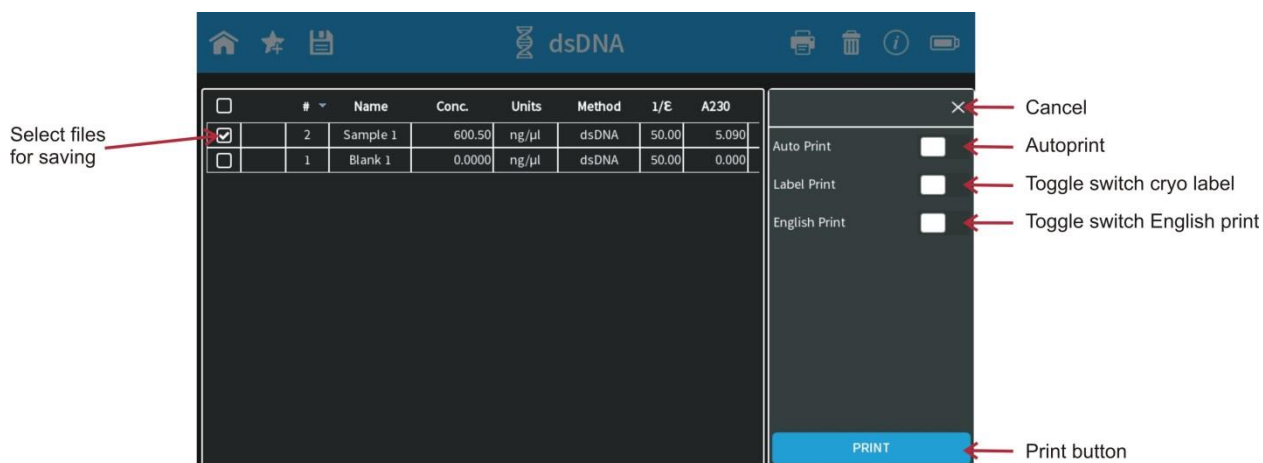 dsDNA
# Name Conc. Units Method 1/ε A230
2 Sample 1 600.50 ng/µl dsDNA 50.00 5.090
1 Blank 1 0.0000 ng/µl dsDNA 50.00 0.000
Select files
for saving
Auto Print
Label Print
English Print
PRINT
Cancel
Autoprint
Toggle switch cryo label
Toggle switch English print
Print button